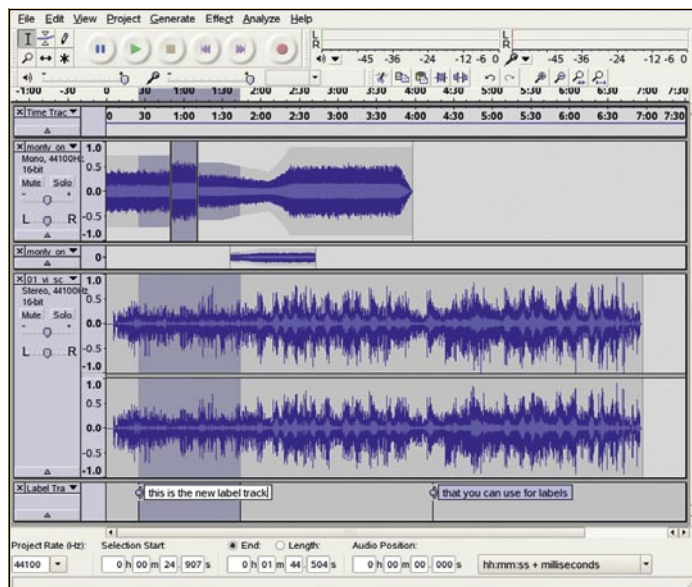 File Edit View Project Generate Effect Analyze Help
L R -45 -36 -24 -12 -6 0 L R -45 -36 -24 -12 -6 0
-1:00 -30 0 30 1:00 1:30 2:00 2:30 3:00 3:30 4:00 4:30 5:00 5:30 6:00 6:30 7:00 7:30
Time Trac 0 30 1:00 1:30 2:00 2:30 3:00 3:30 4:00 4:30 5:00 5:30 6:00 6:30 7:00 7:30
monty on 1.0
Mono, 44100Hz
16-bit 0.5
Mute Solo
0.0
- +
L R -0.5
-1.0
monty on 0-
01 vi sc 1.0
Stereo, 44100Hz
16-bit 0.5
Mute Solo
0.0
- +
L R -0.5
-1.0
1.0
0.5
0.0
-0.5
-1.0
Label Tra this is the new label track that you can use for labels
Project Rate (Hz): Selection Start: End: Length: Audio Position:
44100 0 h 00 m 24 . 907 s 0 h 01 m 44 . 504 s 0 h 00 m 00 . 000 s hh:mm:ss + milliseconds